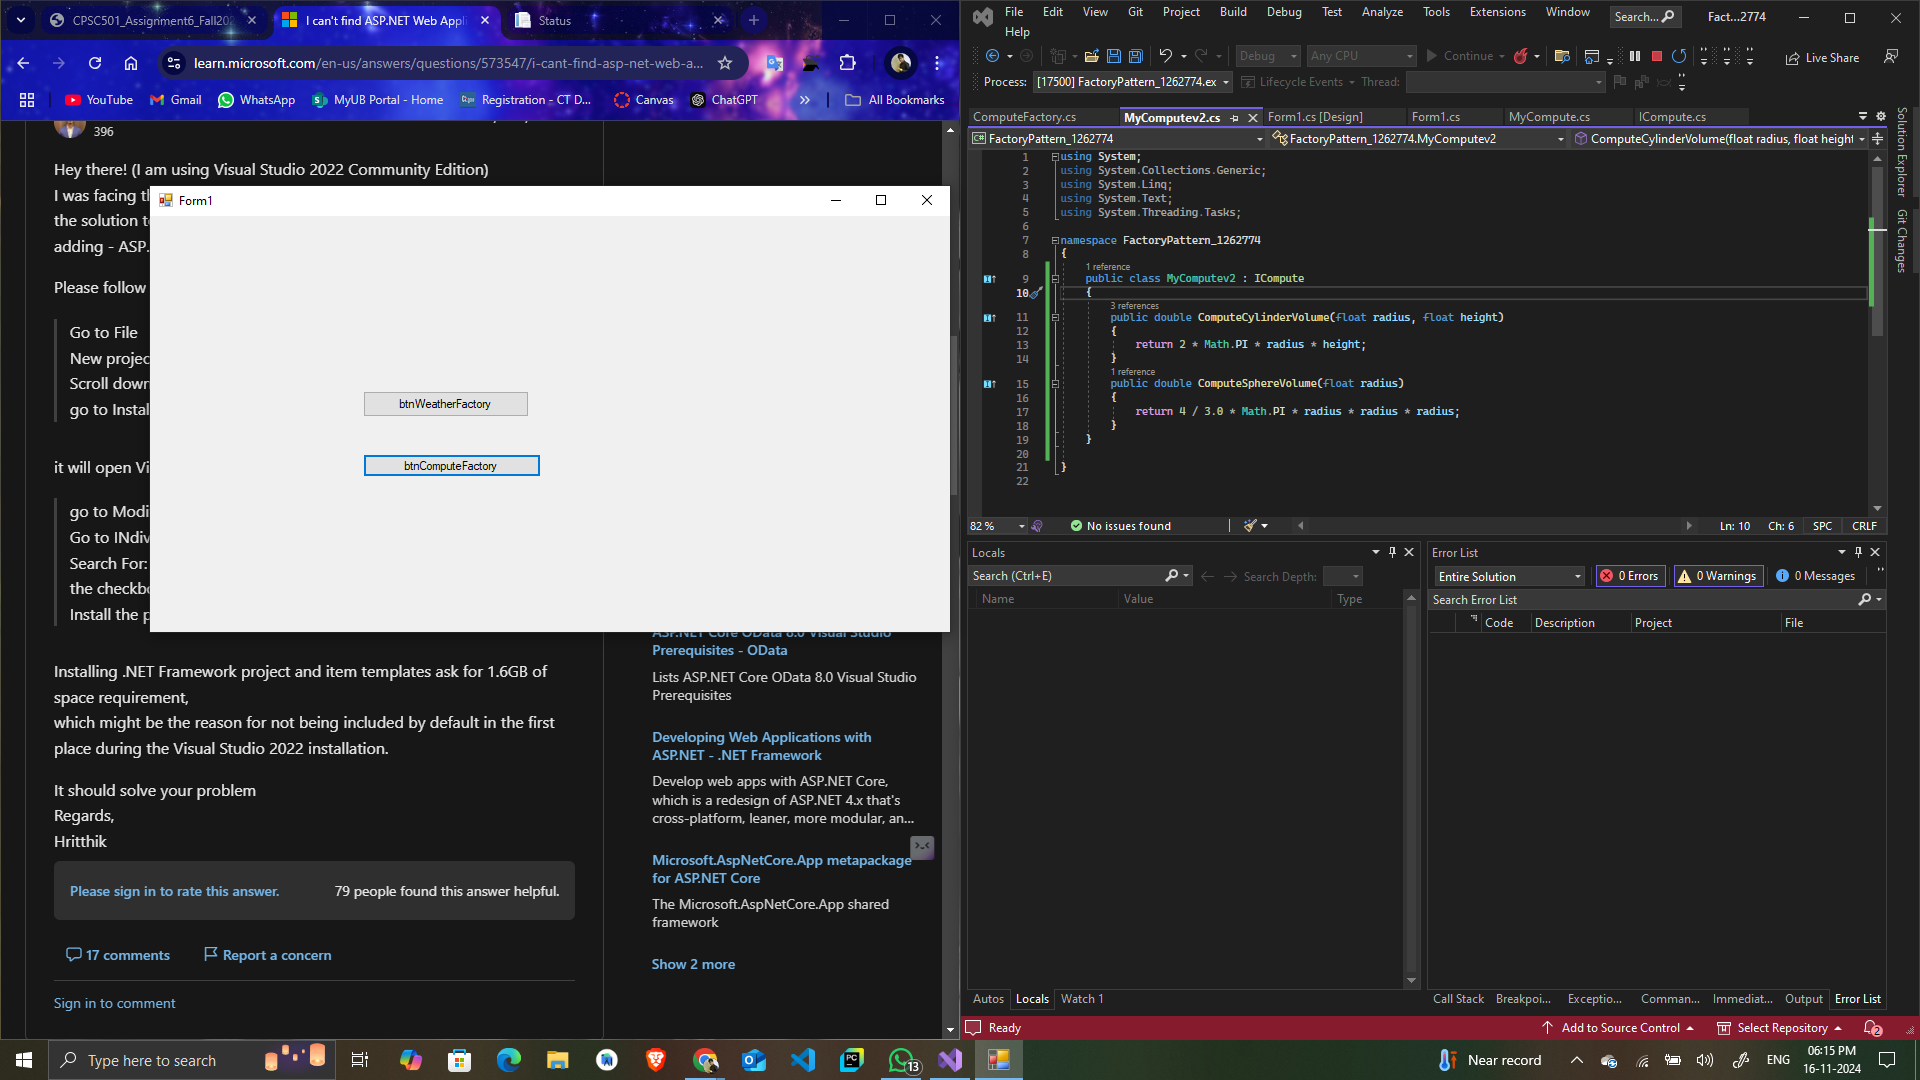 CPSC501_Assignment6_Fall202
I can't find ASP.NET Web Appli
Status
learn.microsoft.com/en-us/answers/questions/573547/i-cant-find-asp-net-web-a...
YouTube
Gmail
WhatsApp
MyUB Portal - Home
Registration - CT D...
Canvas
ChatGPT
»
All Bookmarks
396
Hey there! (I am using Visual Studio 2022 Community Edition)
I was facing th
the solution to
adding - ASP.
Please follow
Go to File
New projec
Scroll down
go to Instal
it will open Vi
go to Modi
Go to INdiv
Search For:
the checkbo
Install the p
Installing .NET Framework project and item templates ask for 1.6GB of
space requirement,
which might be the reason for not being included by default in the first
place during the Visual Studio 2022 installation.
It should solve your problem
Regards,
Hritthik
Please sign in to rate this answer.
79 people found this answer helpful.
17 comments
Report a concern
Sign in to comment
Form1
btnWeatherFactory
btnComputeFactory
ASP.NET Core OData 8.0 Visual Studio
Prerequisites - OData
Lists ASP.NET Core OData 8.0 Visual Studio
Prerequisites
Developing Web Applications with
ASP.NET - .NET Framework
Develop web apps with ASP.NET Core,
which is a redesign of ASP.NET 4.x that's
cross-platform, leaner, more modular, an...
Microsoft.AspNetCore.App metapackage
for ASP.NET Core
The Microsoft.AspNetCore.App shared
framework
Show 2 more
File Edit View Git Project Build Debug Test Analyze Tools Extensions Window
Help
Search...
Fact...2774
Debug
Any CPU
Continue
Live Share
Process: [17500] FactoryPattern_1262774.ex
Lifecycle Events
Thread:
ComputeFactory.cs
MyComputev2.cs
Form1.cs [Design]
Form1.cs
MyCompute.cs
ICompute.cs
C# FactoryPattern_1262774
FactoryPattern_1262774.MyComputev2
ComputeCylinderVolume(float radius, float height
1 using System;
2 using System.Collections.Generic;
3 using System.Linq;
4 using System.Text;
5 using System.Threading.Tasks;
6
7 namespace FactoryPattern_1262774
8 {
1 reference
9 public class MyComputev2 : ICompute
10 {
3 references
11 public double ComputeCylinderVolume(float radius, float height)
12 {
13 return 2 * Math.PI * radius * height;
14 }
1 reference
15 public double ComputeSphereVolume(float radius)
16 {
17 return 4 / 3.0 * Math.PI * radius * radius * radius;
18 }
19 }
20
21 }
22
Solution Explorer
Git Changes
82 %
No issues found
Ln: 10
Ch: 6
SPC
CRLF
Locals
Search (Ctrl+E)
Search Depth:
Name
Value
Type
Autos
Locals
Watch 1
Error List
Entire Solution
0 Errors
0 Warnings
0 Messages
Search Error List
Code
Description
Project
File
Call Stack
Breakpoi...
Exceptio...
Comman...
Immediat...
Output
Error List
Ready
Add to Source Control
Select Repository
2
Type here to search
13
Near record
ENG
06:15 PM
16-11-2024